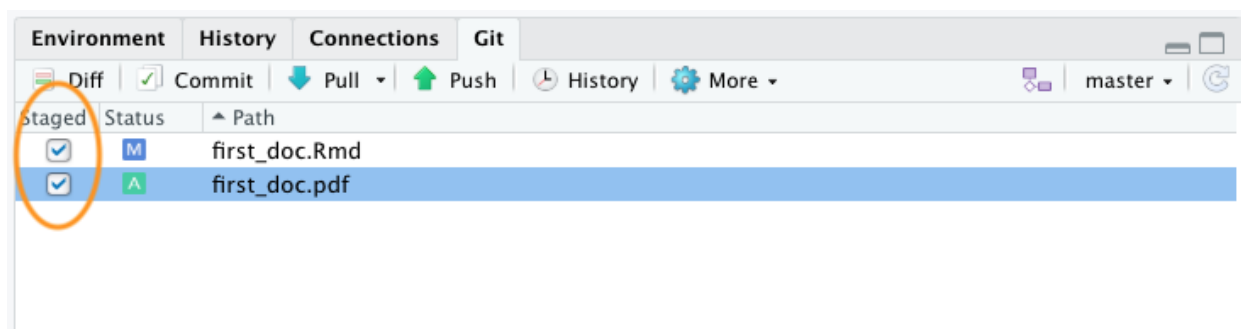 Environment History Connections Git
Diff Commit Pull Push History More master
Staged Status Path
M first_doc.Rmd
A first_doc.pdf